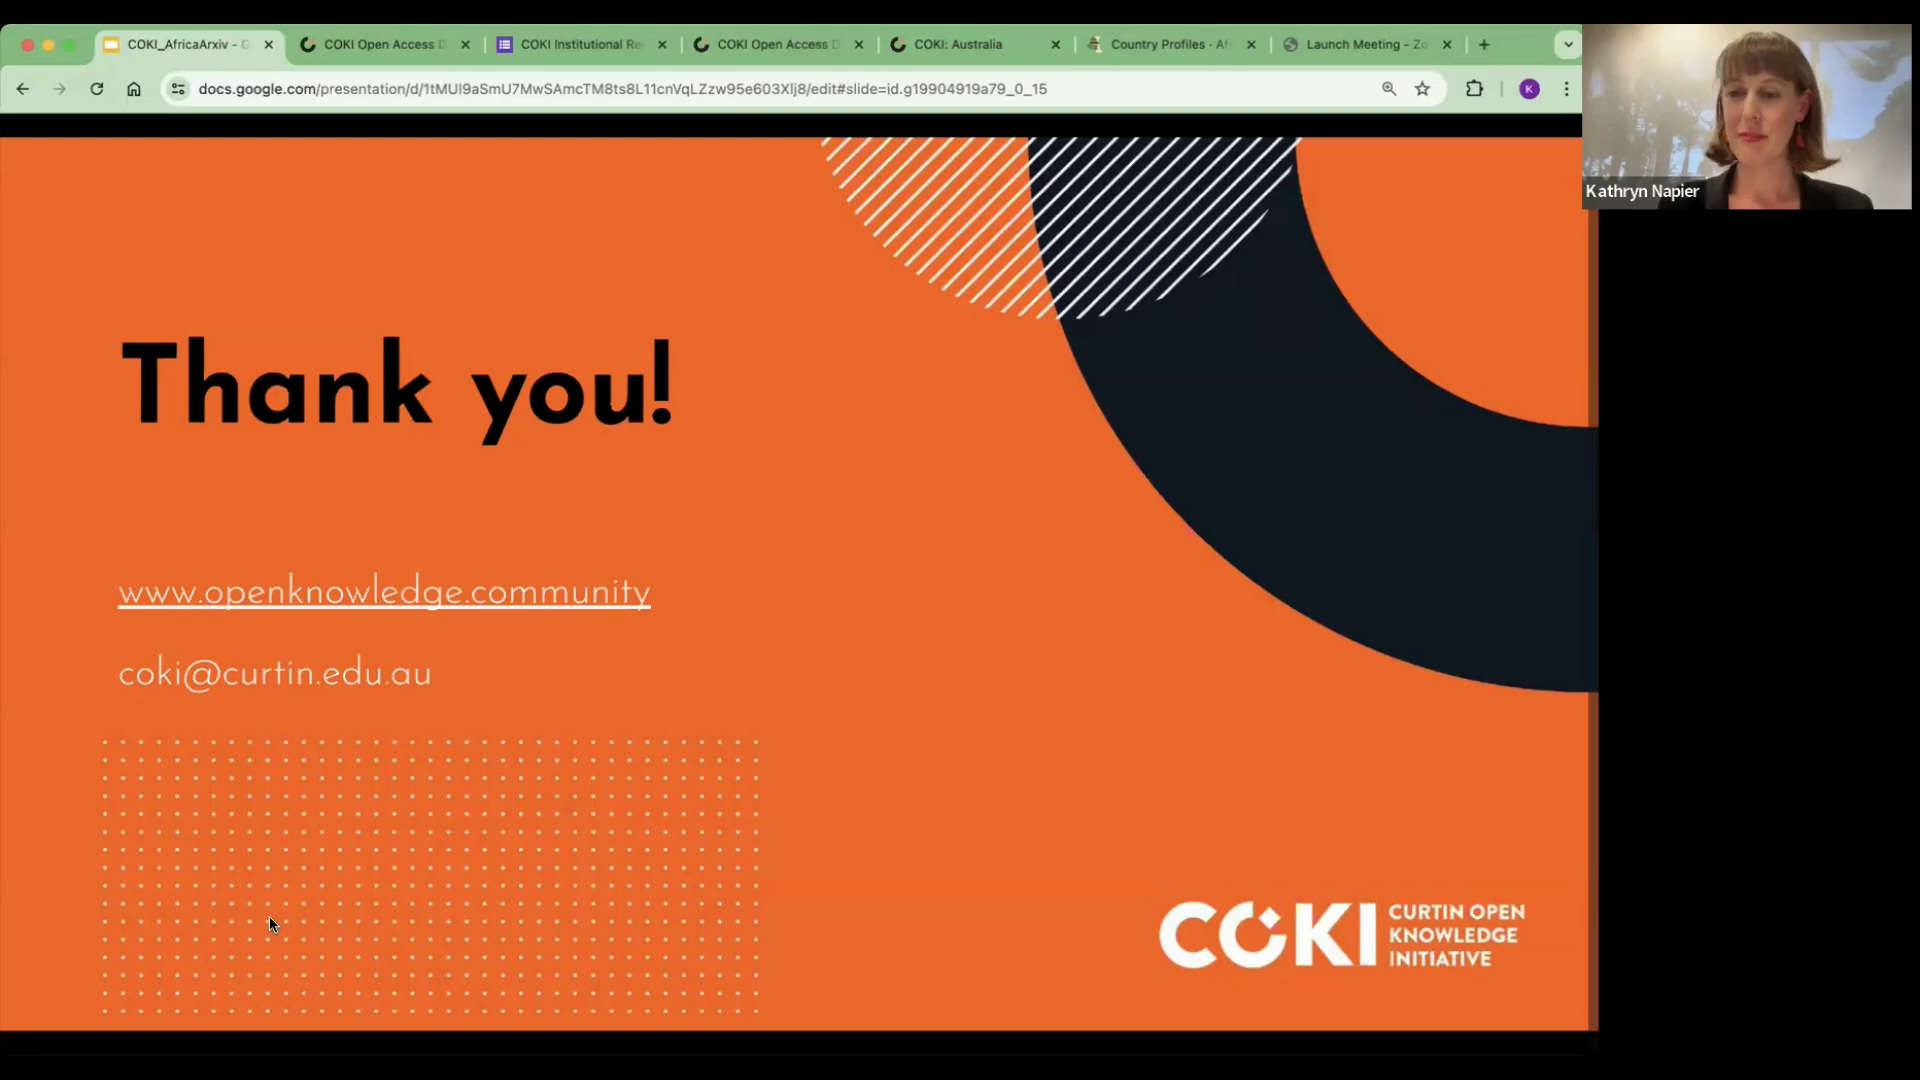 COKI_AfricaArxiv - G
COKI Open Access D
COKI Institutional Re
COKI Open Access D
COKI: Australia
Country Profiles · Af
Launch Meeting - Zo
docs.google.com/presentation/d/1tMUI9aSmU7MwSAmcTM8ts8L11cnVqLZzw95e603Xlj8/edit#slide=id.g19904919a79_0_15
K
Kathryn Napier
Thank you!
www.openknowledge.community
coki@curtin.edu.au
COKI
CURTIN OPEN
KNOWLEDGE
INITIATIVE